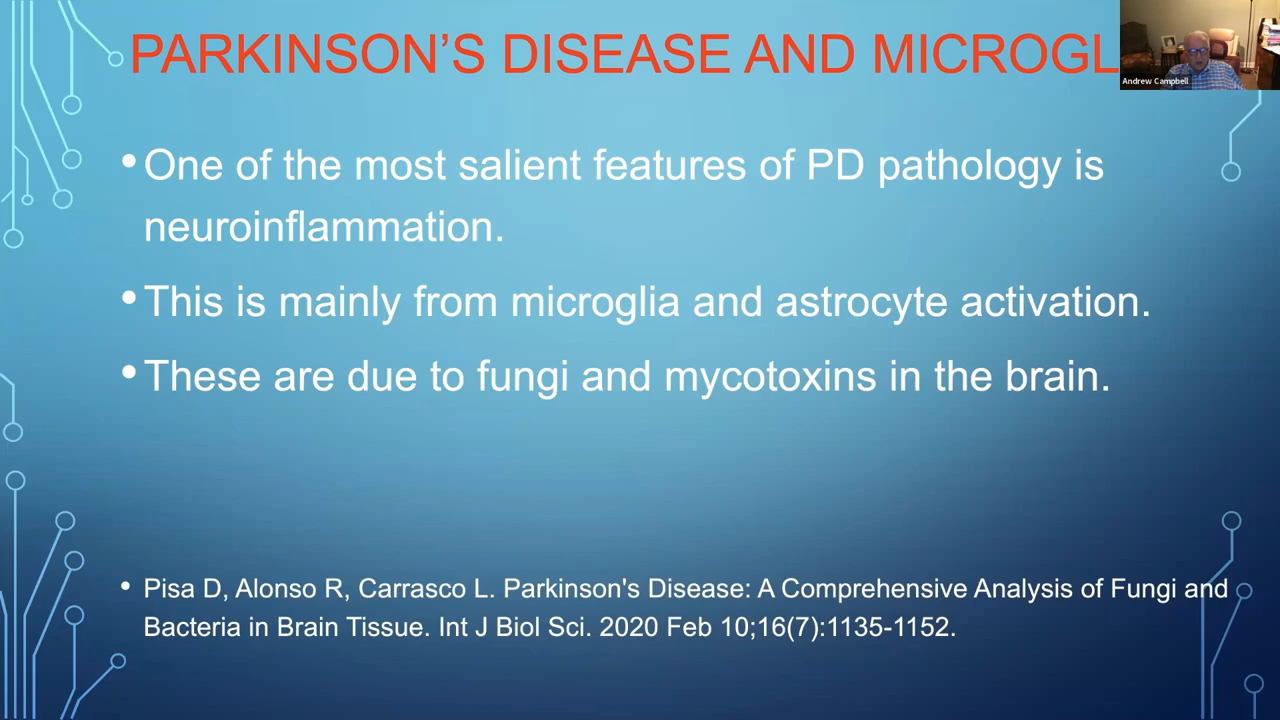 PARKINSON'S DISEASE AND MICROGL
Andrew Campbell
•One of the most salient features of PD pathology is
neuroinflammation.
•This is mainly from microglia and astrocyte activation.
•These are due to fungi and mycotoxins in the brain.
• Pisa D, Alonso R, Carrasco L. Parkinson's Disease: A Comprehensive Analysis of Fungi and
Bacteria in Brain Tissue. Int J Biol Sci. 2020 Feb 10;16(7):1135-1152.